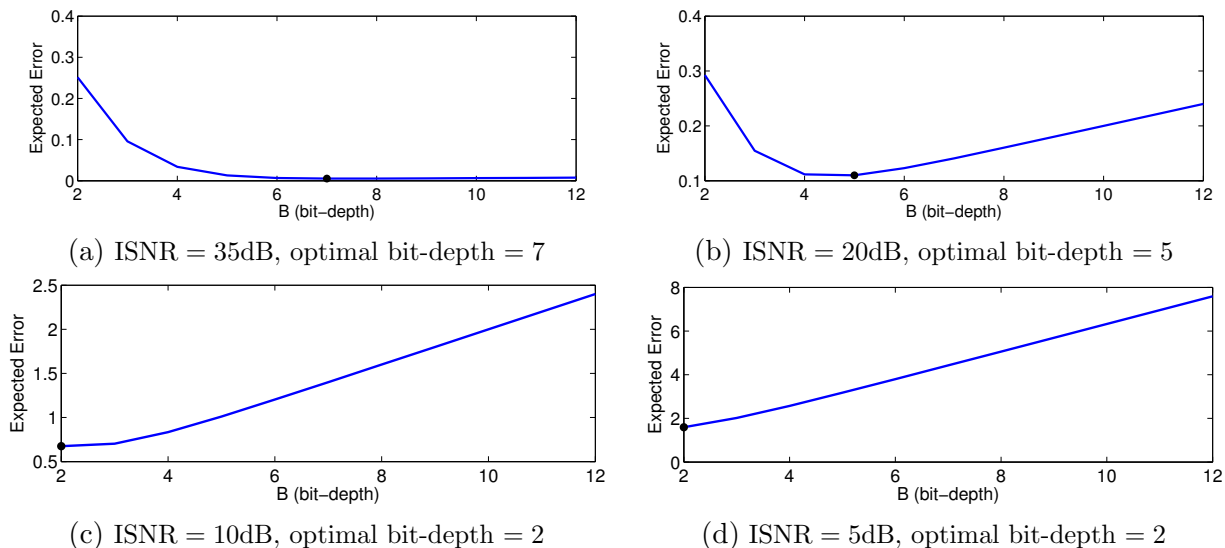 0.4
0.3
0.2
0.1
0
2 4 6 8 10 12
Expected Error
B (bit−depth)
(a) ISNR = 35dB, optimal bit-depth = 7
0.4
0.3
0.2
0.1
2 4 6 8 10 12
Expected Error
B (bit−depth)
(b) ISNR = 20dB, optimal bit-depth = 5
2.5
2
1.5
1
0.5
2 4 6 8 10 12
Expected Error
B (bit−depth)
(c) ISNR = 10dB, optimal bit-depth = 2
8
6
4
2
0
2 4 6 8 10 12
Expected Error
B (bit−depth)
(d) ISNR = 5dB, optimal bit-depth = 2